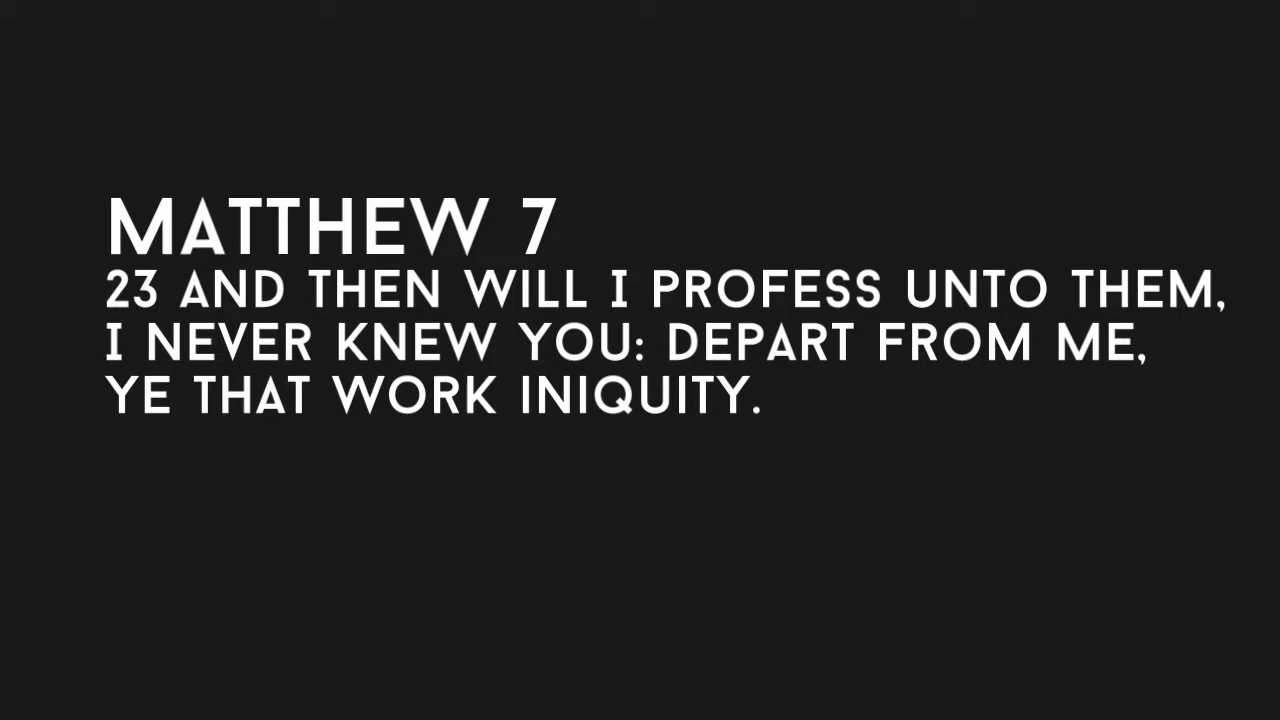 MATTHEW 7
23 AND THEN WILL I PROFESS UNTO THEM,
I NEVER KNEW YOU: DEPART FROM ME,
YE THAT WORK INIQUITY.